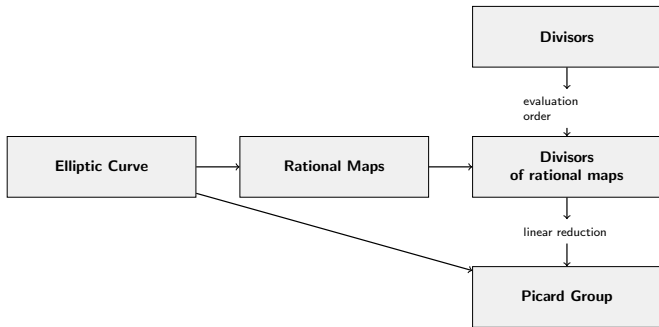 Divisors
evaluation
order
Elliptic Curve
Rational Maps
Divisors
of rational maps
linear reduction
Picard Group